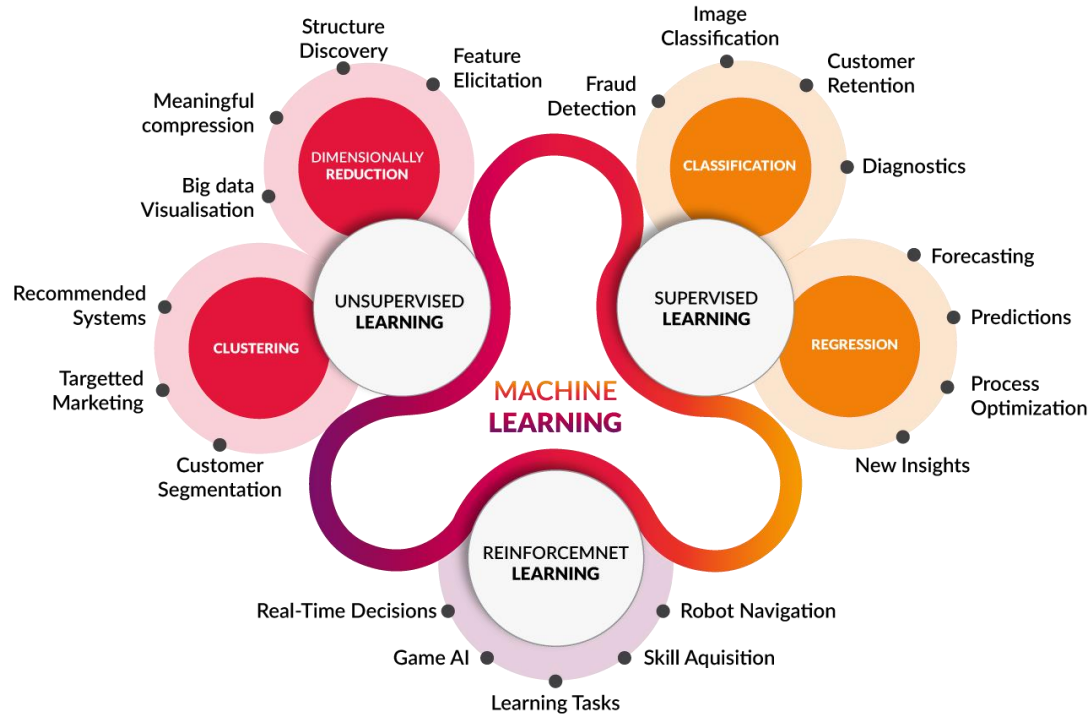 Structure
Discovery
Feature
Elicitation
Meaningful
compression
Big data
Visualisation
DIMENSIONALLY
REDUCTION
Recommended
Systems
Targetted
Marketing
Customer
Segmentation
CLUSTERING
UNSUPERVISED
LEARNING
Image
Classification
Fraud
Detection
Customer
Retention
Diagnostics
CLASSIFICATION
SUPERVISED
LEARNING
Forecasting
Predictions
Process
Optimization
New Insights
REGRESSION
MACHINE
LEARNING
REINFORCEMNET
LEARNING
Real-Time Decisions
Game AI
Learning Tasks
Skill Aquisition
Robot Navigation